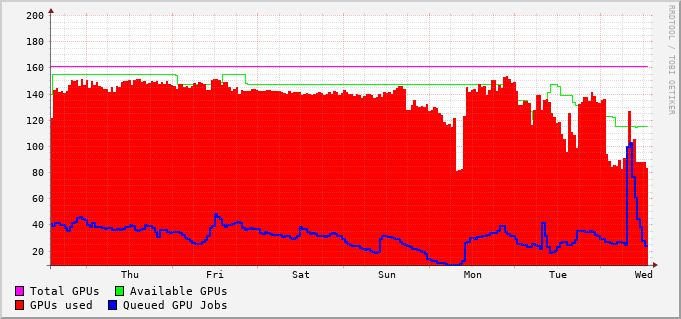 200
180
160
140
120
100
80
60
40
20
Thu Fri Sat Sun Mon Tue Wed
Total GPUs Available GPUs
GPUs used Queued GPU Jobs
RRDTOOL / TOBI OETIKER